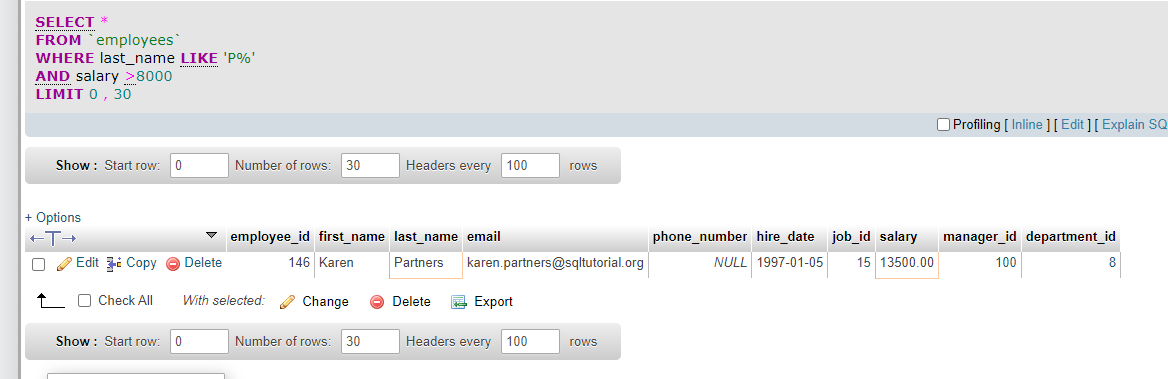 SELECT *
FROM `employees`
WHERE last_name LIKE 'P%'
AND salary >8000
LIMIT 0 , 30
Profiling [ Inline ] [ Edit ] [ Explain SQ
Show : Start row: 0 Number of rows: 30 Headers every 100 rows
+ Options
←T→ employee_id first_name last_name email phone_number hire_date job_id salary manager_id department_id
Edit Copy Delete 146 Karen Partners karen.partners@sqltutorial.org NULL 1997-01-05 15 13500.00 100 8
Check All With selected: Change Delete Export
Show : Start row: 0 Number of rows: 30 Headers every 100 rows